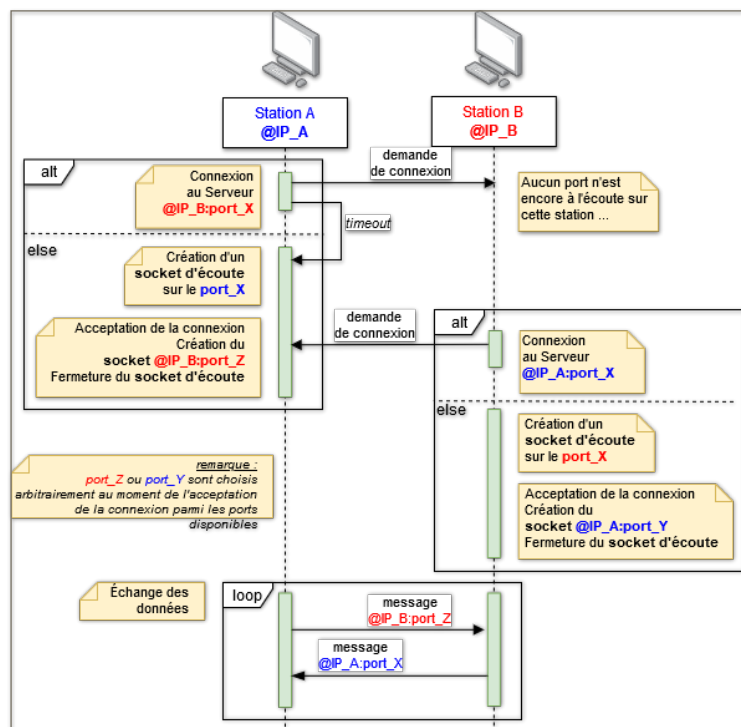 Station A
@IP_A
Station B
@IP_B
alt
Connexion
au Serveur
@IP_B:port_X
demande
de connexion
Aucun port n'est
encore à l'écoute sur
cette station ...
timeout
else
Création d'un
socket d'écoute
sur le port_X
Acceptation de la connexion
Création du
socket @IP_B:port_Z
Fermeture du socket d'écoute
demande
de connexion
alt
Connexion
au Serveur
@IP_A:port_X
else
Création d'un
socket d'écoute
sur le port_X
Acceptation de la connexion
Création du
socket @IP_A:port_Y
Fermeture du socket d'écoute
remarque :
port_Z ou port_Y sont choisis
arbitrairement au moment de l'acceptation
de la connexion parmi les ports
disponibles
Échange des
données
loop
message
@IP_B:port_Z
message
@IP_A:port_X